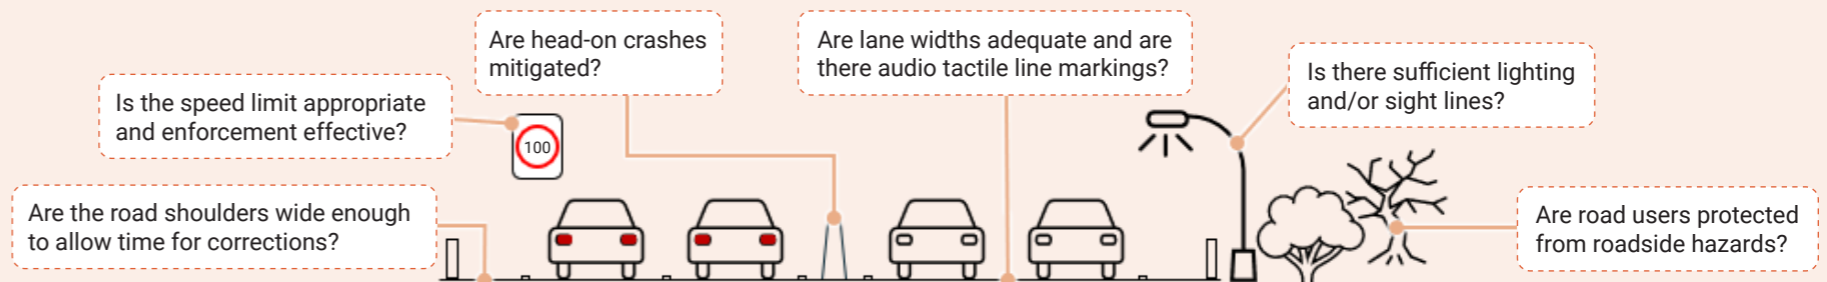 Are head-on crashes
mitigated?
Are lane widths adequate and are
there audio tactile line markings?
Is there sufficient lighting
and/or sight lines?
Is the speed limit appropriate
and enforcement effective?
100
Are the road shoulders wide enough
to allow time for corrections?
Are road users protected
from roadside hazards?